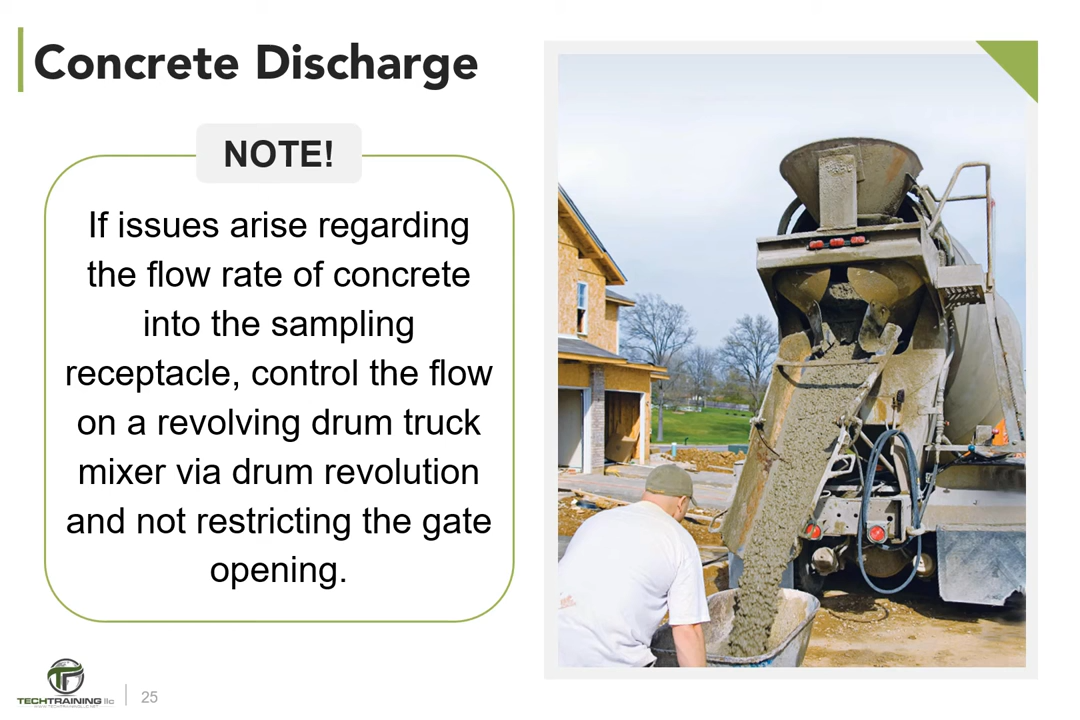 Concrete Discharge
NOTE!
If issues arise regarding
the flow rate of concrete
into the sampling
receptacle, control the flow
on a revolving drum truck
mixer via drum revolution
and not restricting the gate
opening.
TECHTRAINING llc
25